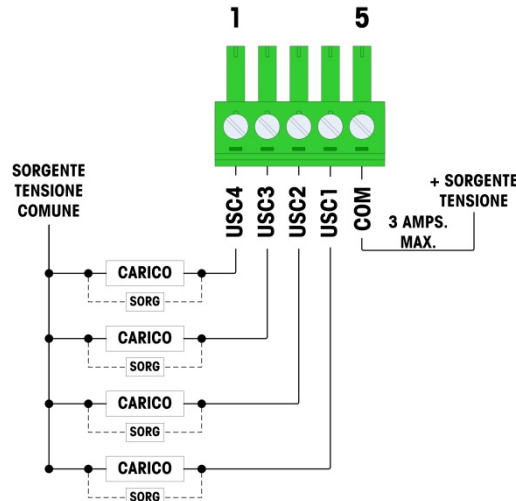 1 5
SORGENTE
TENSIONE
COMUNE
USC4
USC3
USC2
USC1
COM
+ SORGENTE
TENSIONE
3 AMPS.
MAX.
CARICO
SORG
CARICO
SORG
CARICO
SORG
CARICO
SORG